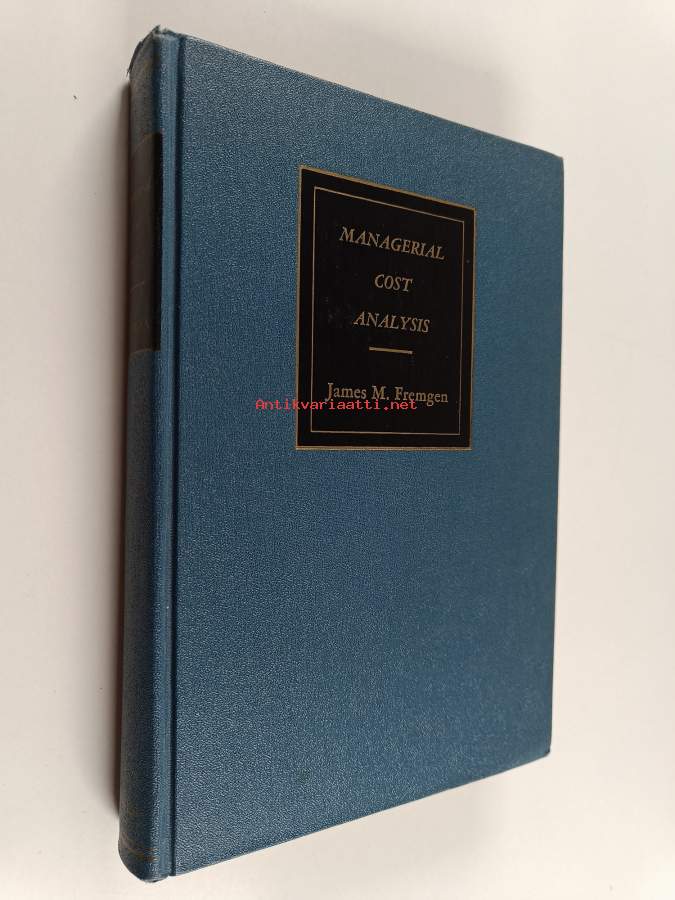 MANAGERIAL
COST
ANALYSIS
James M. Fremgen
Antikvariaatti.net